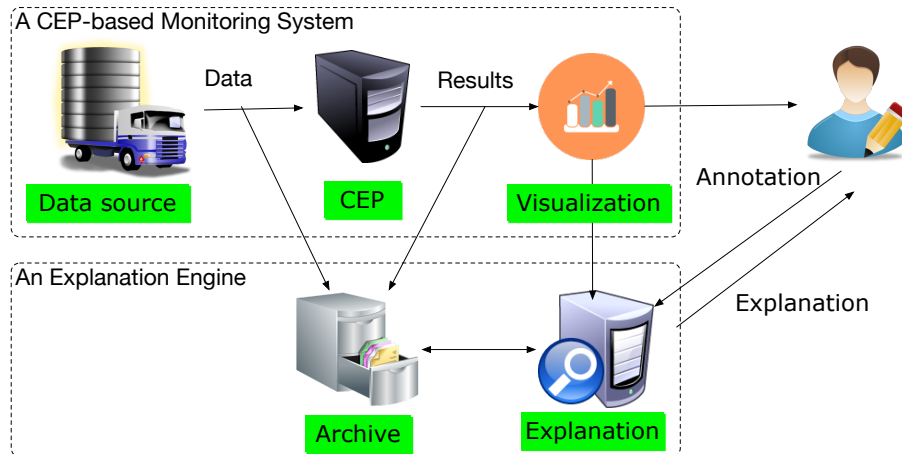 A CEP-based Monitoring System
Data
Results
Data source
CEP
Visualization
Annotation
An Explanation Engine
Explanation
Archive
Explanation